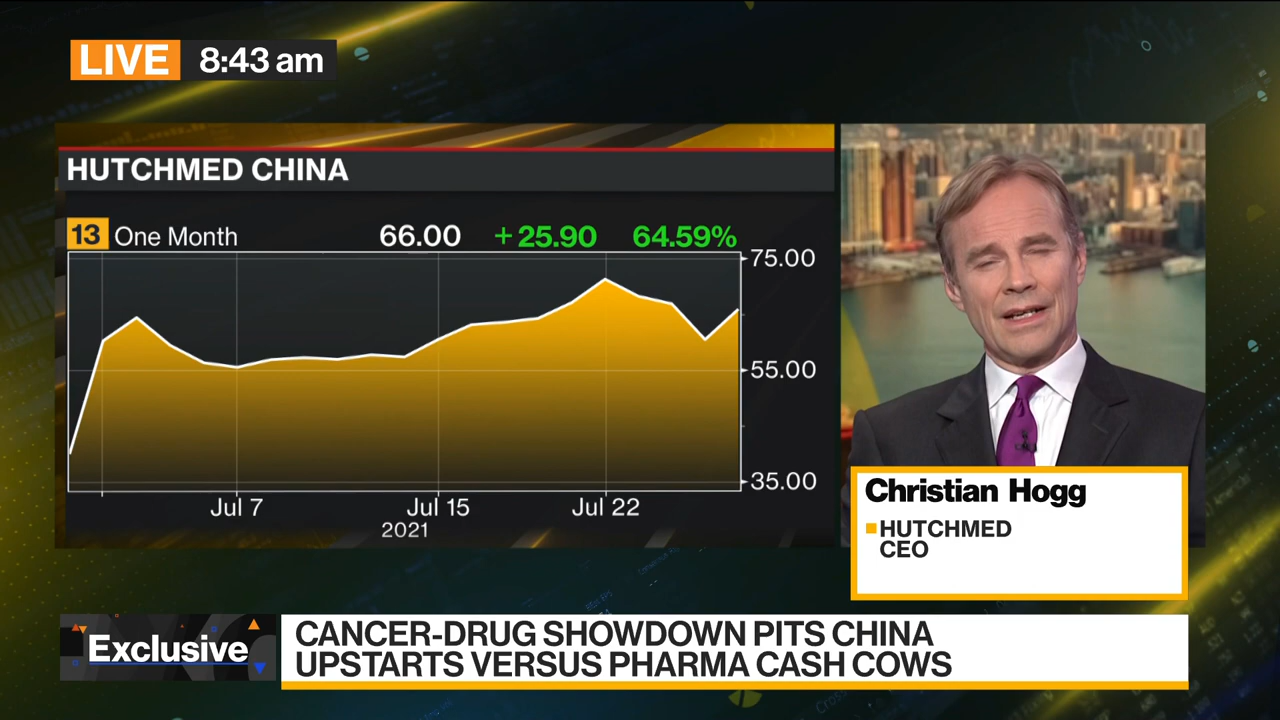 LIVE 8:43 am
HUTCHMED CHINA
13 One Month 66.00 +25.90 64.59%
75.00
55.00
35.00
Jul 7 Jul 15 Jul 22
2021
Christian Hogg
HUTCHMED
CEO
Exclusive
CANCER-DRUG SHOWDOWN PITS CHINA
UPSTARTS VERSUS PHARMA CASH COWS